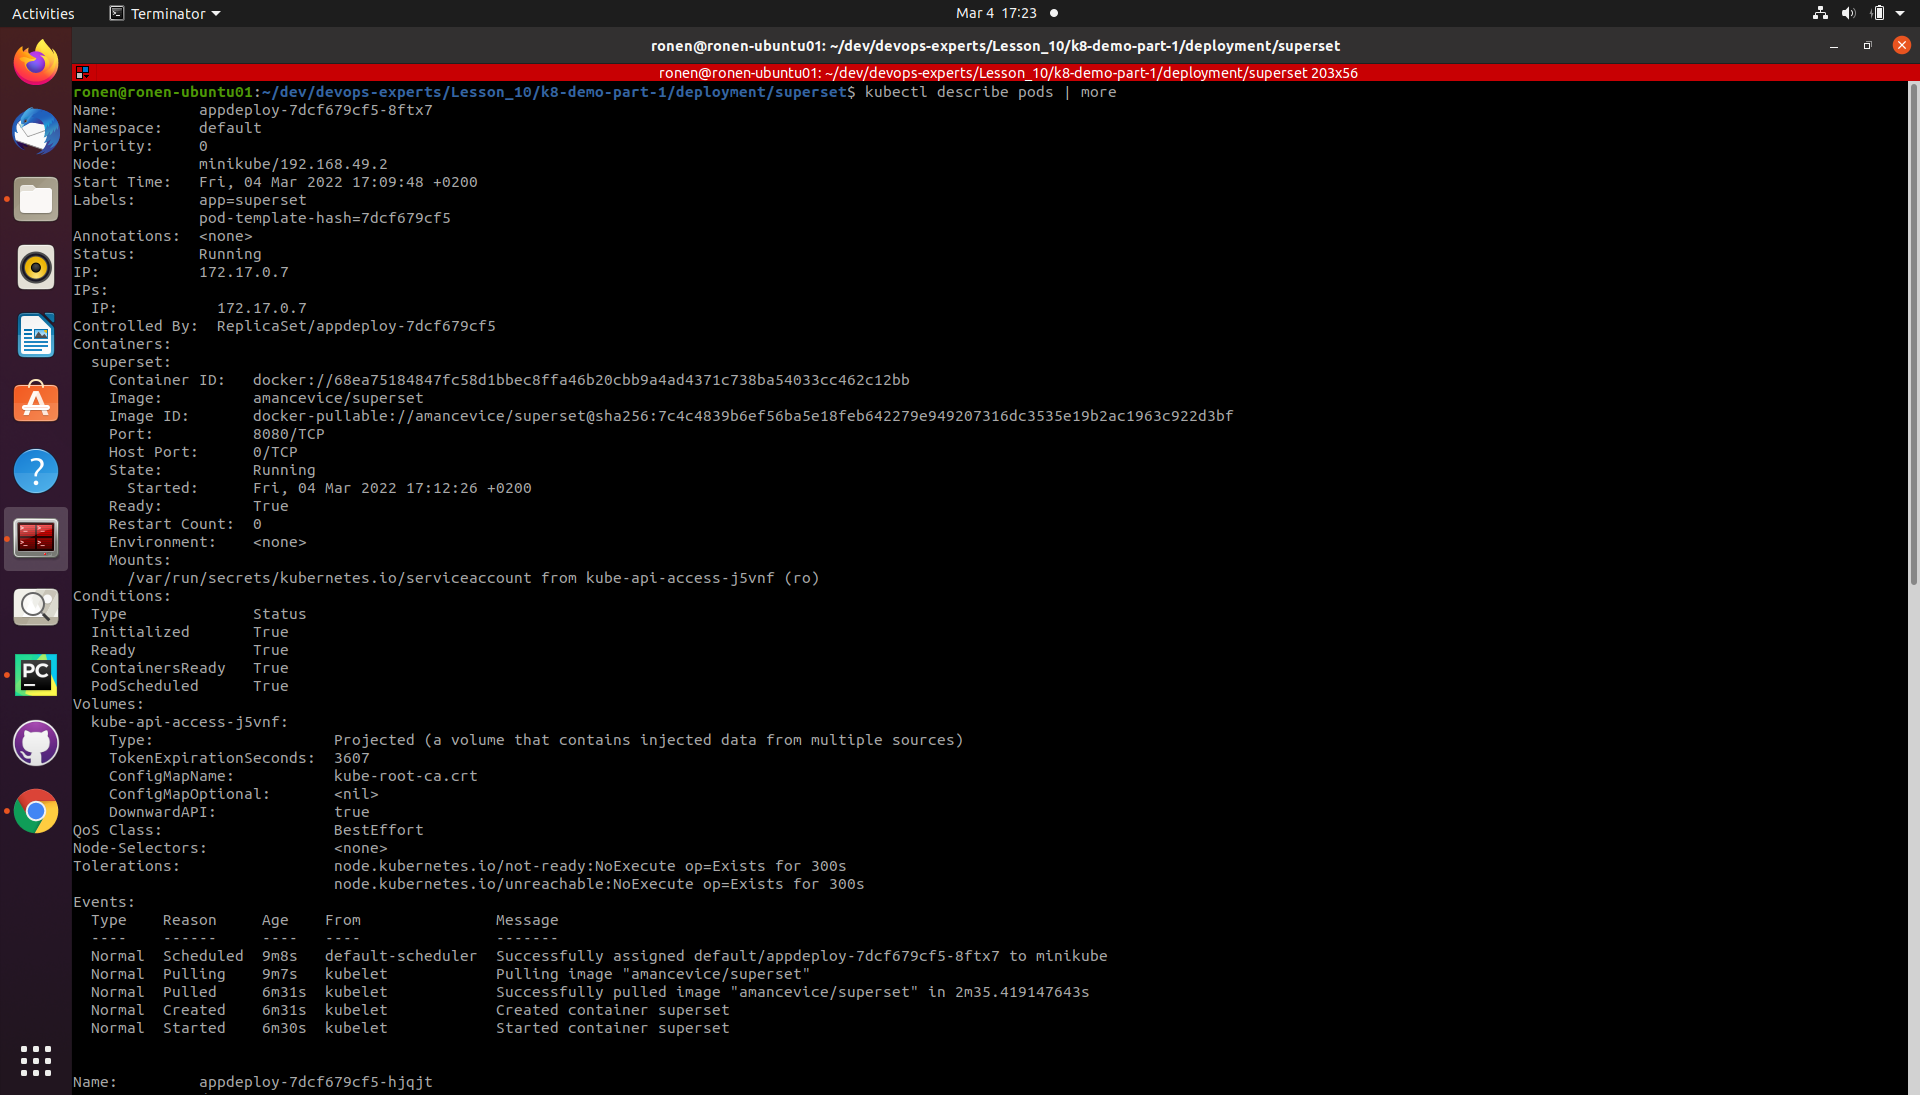 Activities Terminator Mar 4 17:23
ronen@ronen-ubuntu01: ~/dev/devops-experts/Lesson_10/k8-demo-part-1/deployment/superset
ronen@ronen-ubuntu01: ~/dev/devops-experts/Lesson_10/k8-demo-part-1/deployment/superset 203x56
ronen@ronen-ubuntu01:~/dev/devops-experts/Lesson_10/k8-demo-part-1/deployment/superset$ kubectl describe pods | more
Name:         appdeploy-7dcf679cf5-8ftx7
Namespace:    default
Priority:     0
Node:         minikube/192.168.49.2
Start Time:   Fri, 04 Mar 2022 17:09:48 +0200
Labels:       app=superset
              pod-template-hash=7dcf679cf5
Annotations:  <none>
Status:       Running
IP:           172.17.0.7
IPs:
  IP:           172.17.0.7
Controlled By:  ReplicaSet/appdeploy-7dcf679cf5
Containers:
  superset:
    Container ID:   docker://68ea75184847fc58d1bbec8ffa46b20cbb9a4ad4371c738ba54033cc462c12bb
    Image:          amancevice/superset
    Image ID:       docker-pullable://amancevice/superset@sha256:7c4c4839b6ef56ba5e18feb642279e949207316dc3535e19b2ac1963c922d3bf
    Port:           8080/TCP
    Host Port:      0/TCP
    State:          Running
      Started:      Fri, 04 Mar 2022 17:12:26 +0200
    Ready:          True
    Restart Count:  0
    Environment:    <none>
    Mounts:
      /var/run/secrets/kubernetes.io/serviceaccount from kube-api-access-j5vnf (ro)
Conditions:
  Type              Status
  Initialized       True
  Ready             True
  ContainersReady   True
  PodScheduled      True
Volumes:
  kube-api-access-j5vnf:
    Type:                    Projected (a volume that contains injected data from multiple sources)
    TokenExpirationSeconds:  3607
    ConfigMapName:           kube-root-ca.crt
    ConfigMapOptional:       <nil>
    DownwardAPI:             true
QoS Class:                   BestEffort
Node-Selectors:              <none>
Tolerations:                 node.kubernetes.io/not-ready:NoExecute op=Exists for 300s
                             node.kubernetes.io/unreachable:NoExecute op=Exists for 300s
Events:
  Type    Reason     Age    From               Message
  ----    ------     ----   ----               -------
  Normal  Scheduled  9m8s   default-scheduler  Successfully assigned default/appdeploy-7dcf679cf5-8ftx7 to minikube
  Normal  Pulling    9m7s   kubelet            Pulling image "amancevice/superset"
  Normal  Pulled     6m31s  kubelet            Successfully pulled image "amancevice/superset" in 2m35.419147643s
  Normal  Created    6m31s  kubelet            Created container superset
  Normal  Started    6m30s  kubelet            Started container superset
Name:         appdeploy-7dcf679cf5-hjqjt
PC